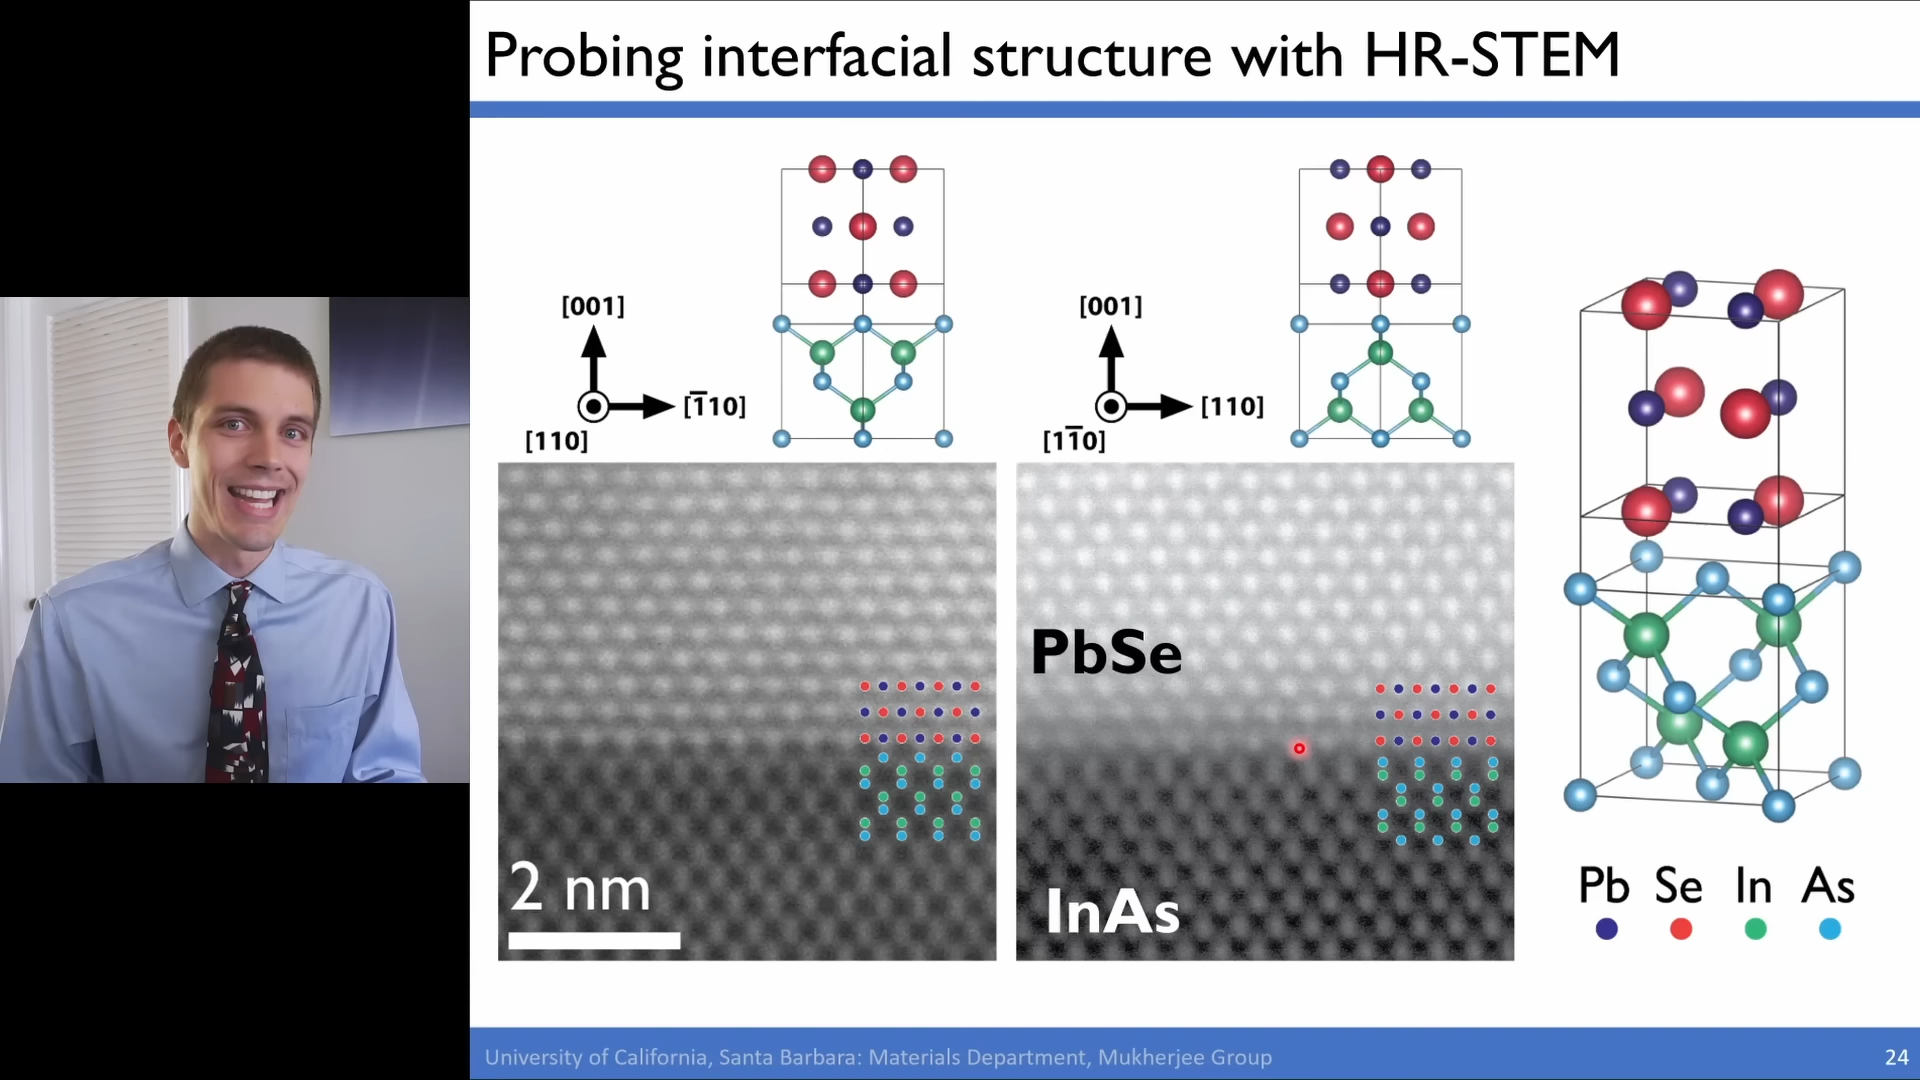 Probing interfacial structure with HR-STEM
[001]
[1̅10]
[110]
[001]
[110]
[11̅0]
PbSe
2 nm
InAs
Pb Se In As
University of California, Santa Barbara: Materials Department, Mukherjee Group
24